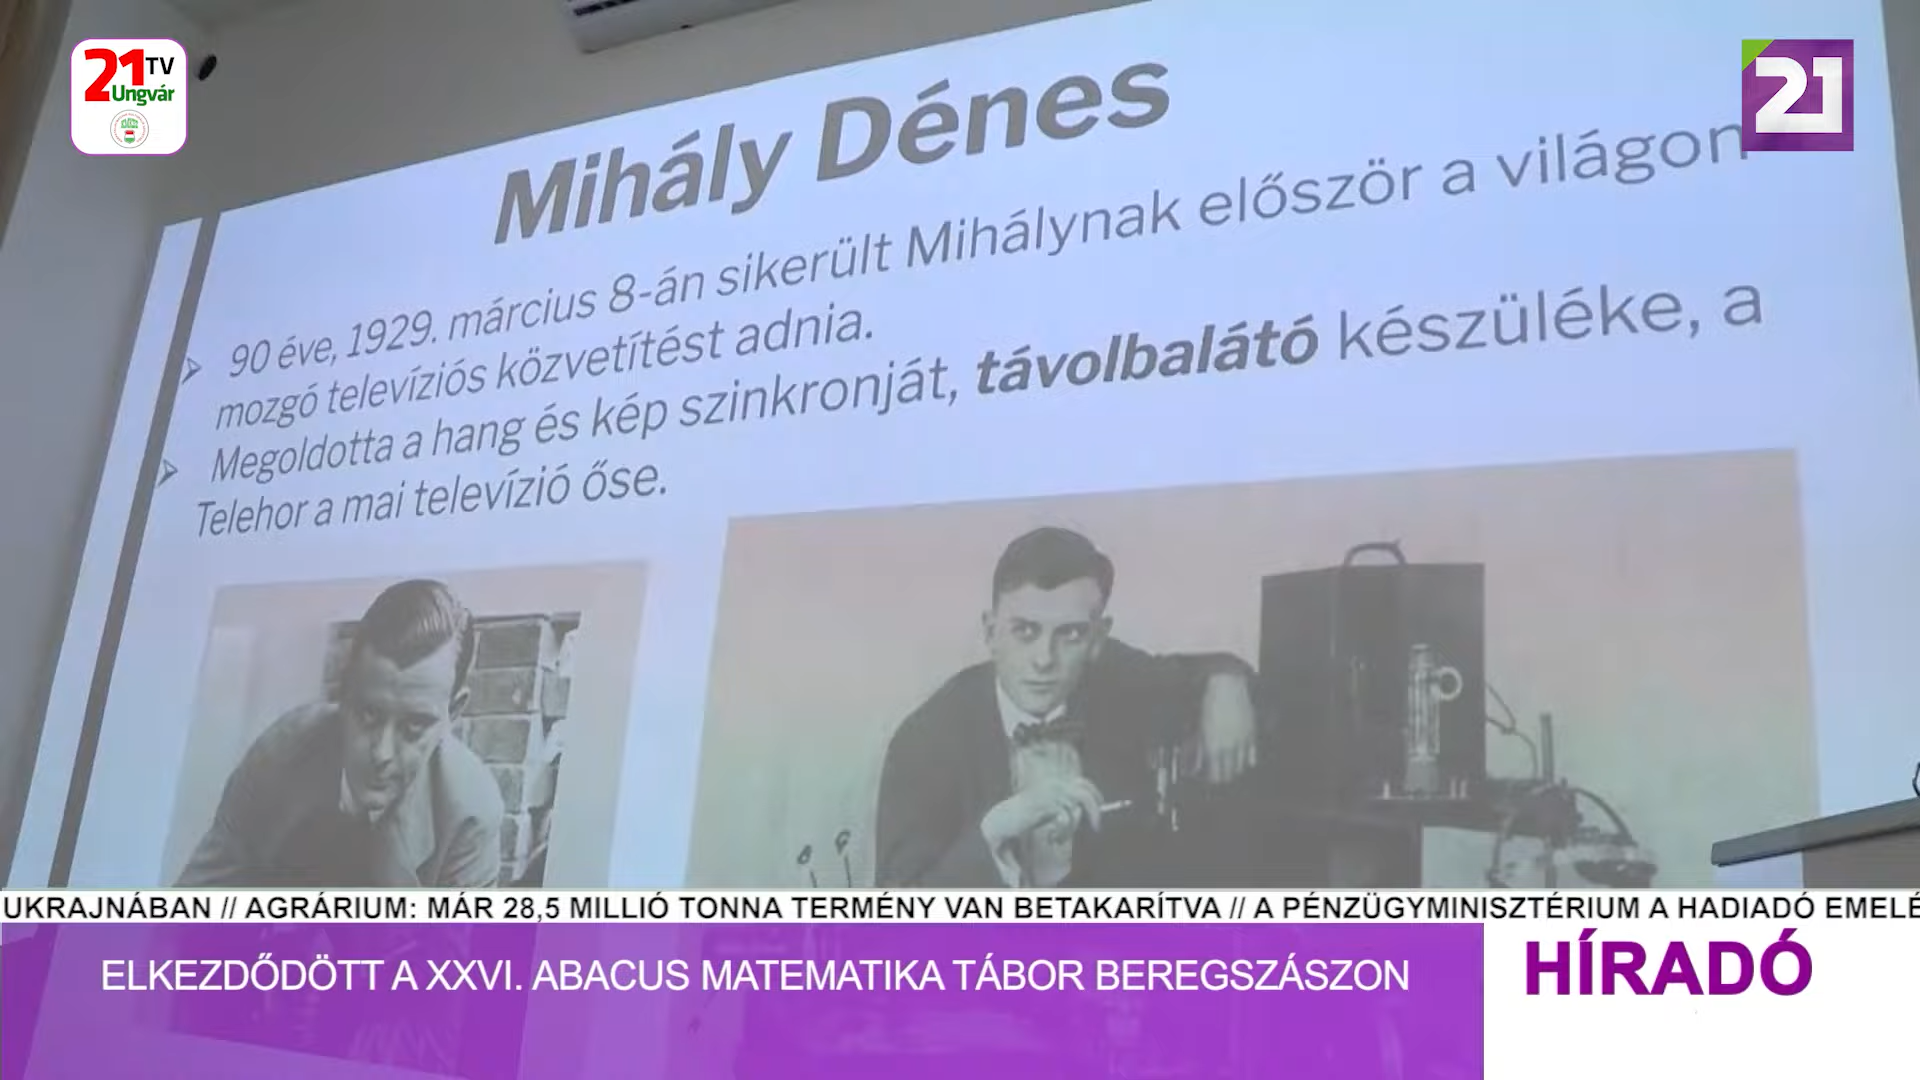 21 TV
Ungvár
21
Mihály Dénes
90 éve, 1929. március 8-án sikerült Mihálynak először a világon
mozgó televíziós közvetítést adnia.
Megoldotta a hang és kép szinkronját, távolbalátó készüléke, a
Telehor a mai televízió őse.
UKRAJNÁBAN // AGRÁRIUM: MÁR 28,5 MILLIÓ TONNA TERMÉNY VAN BETAKARÍTVA // A PÉNZÜGYMINISZTÉRIUM A HADIADÓ EMELÉ
ELKEZDŐDÖTT A XXVI. ABACUS MATEMATIKA TÁBOR BEREGSZÁSZON
HÍRADÓ